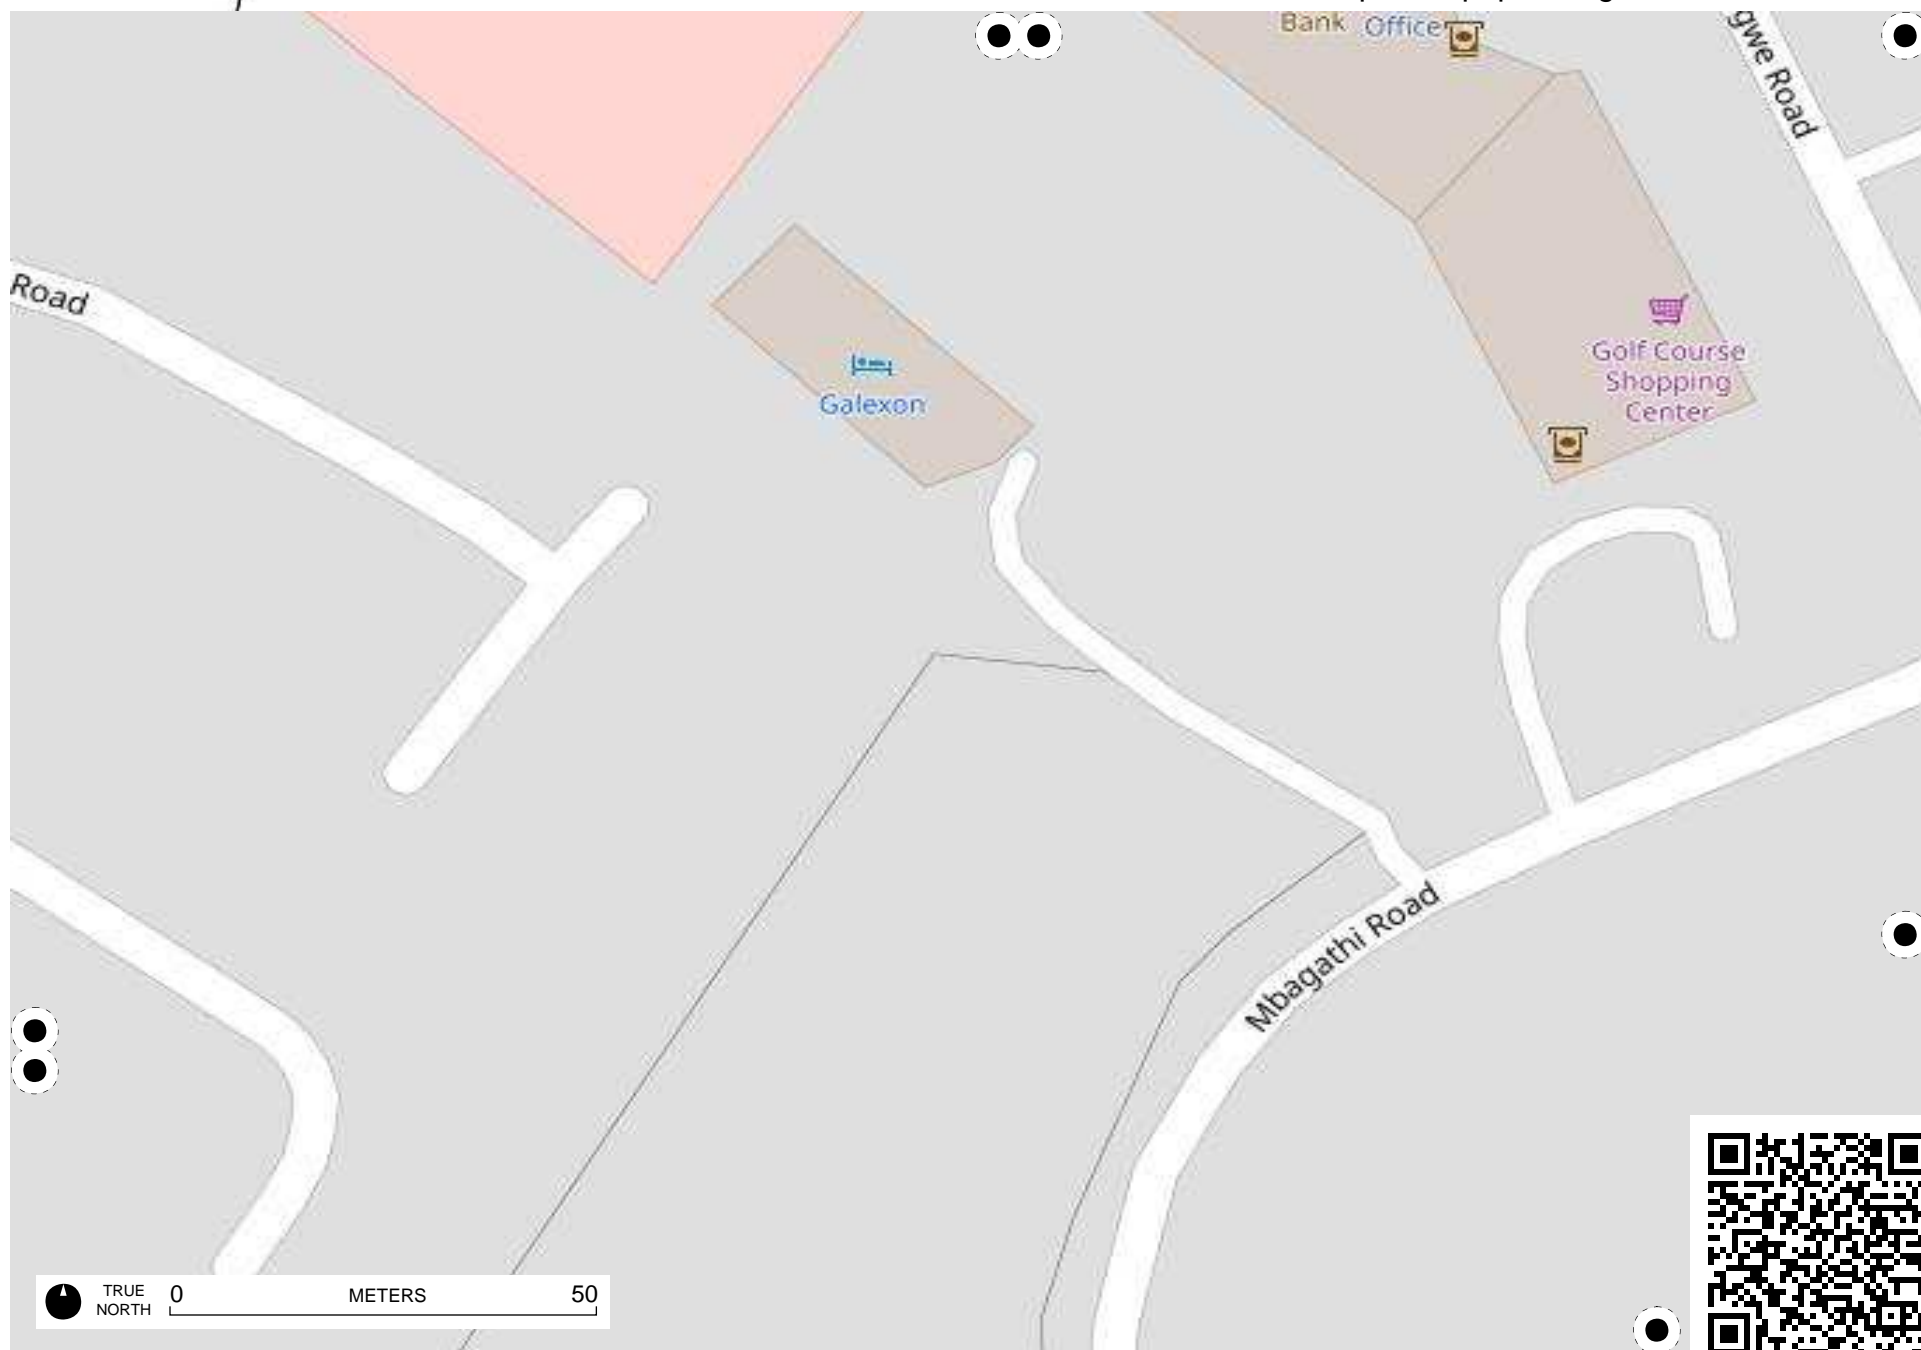 Bank
Office
gwe Road
Road
Golf Course
Shopping
Center
Galexon
Mbagathi Road
TRUE
NORTH
0
METERS
50